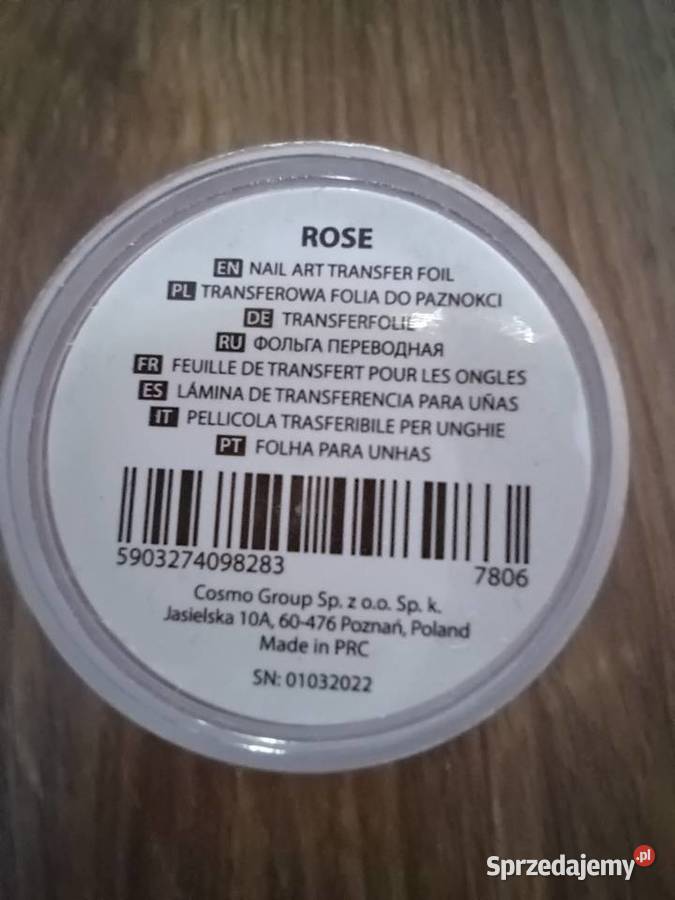 ROSE
EN NAIL ART TRANSFER FOIL
PL TRANSFEROWA FOLIA DO PAZNOKCI
DE TRANSFERFOLIE
RU ФОЛЬГА ПЕРЕВОДНАЯ
FR FEUILLE DE TRANSFERT POUR LES ONGLES
ES LÁMINA DE TRANSFERENCIA PARA UÑAS
IT PELLICOLA TRASFERIBILE PER UNGHIE
PT FOLHA PARA UNHAS
5903274098283 7806
Cosmo Group Sp. z o.o. Sp. k.
Jasielska 10A, 60-476 Poznań, Poland
Made in PRC
SN: 01032022
Sprzedajemy.pl